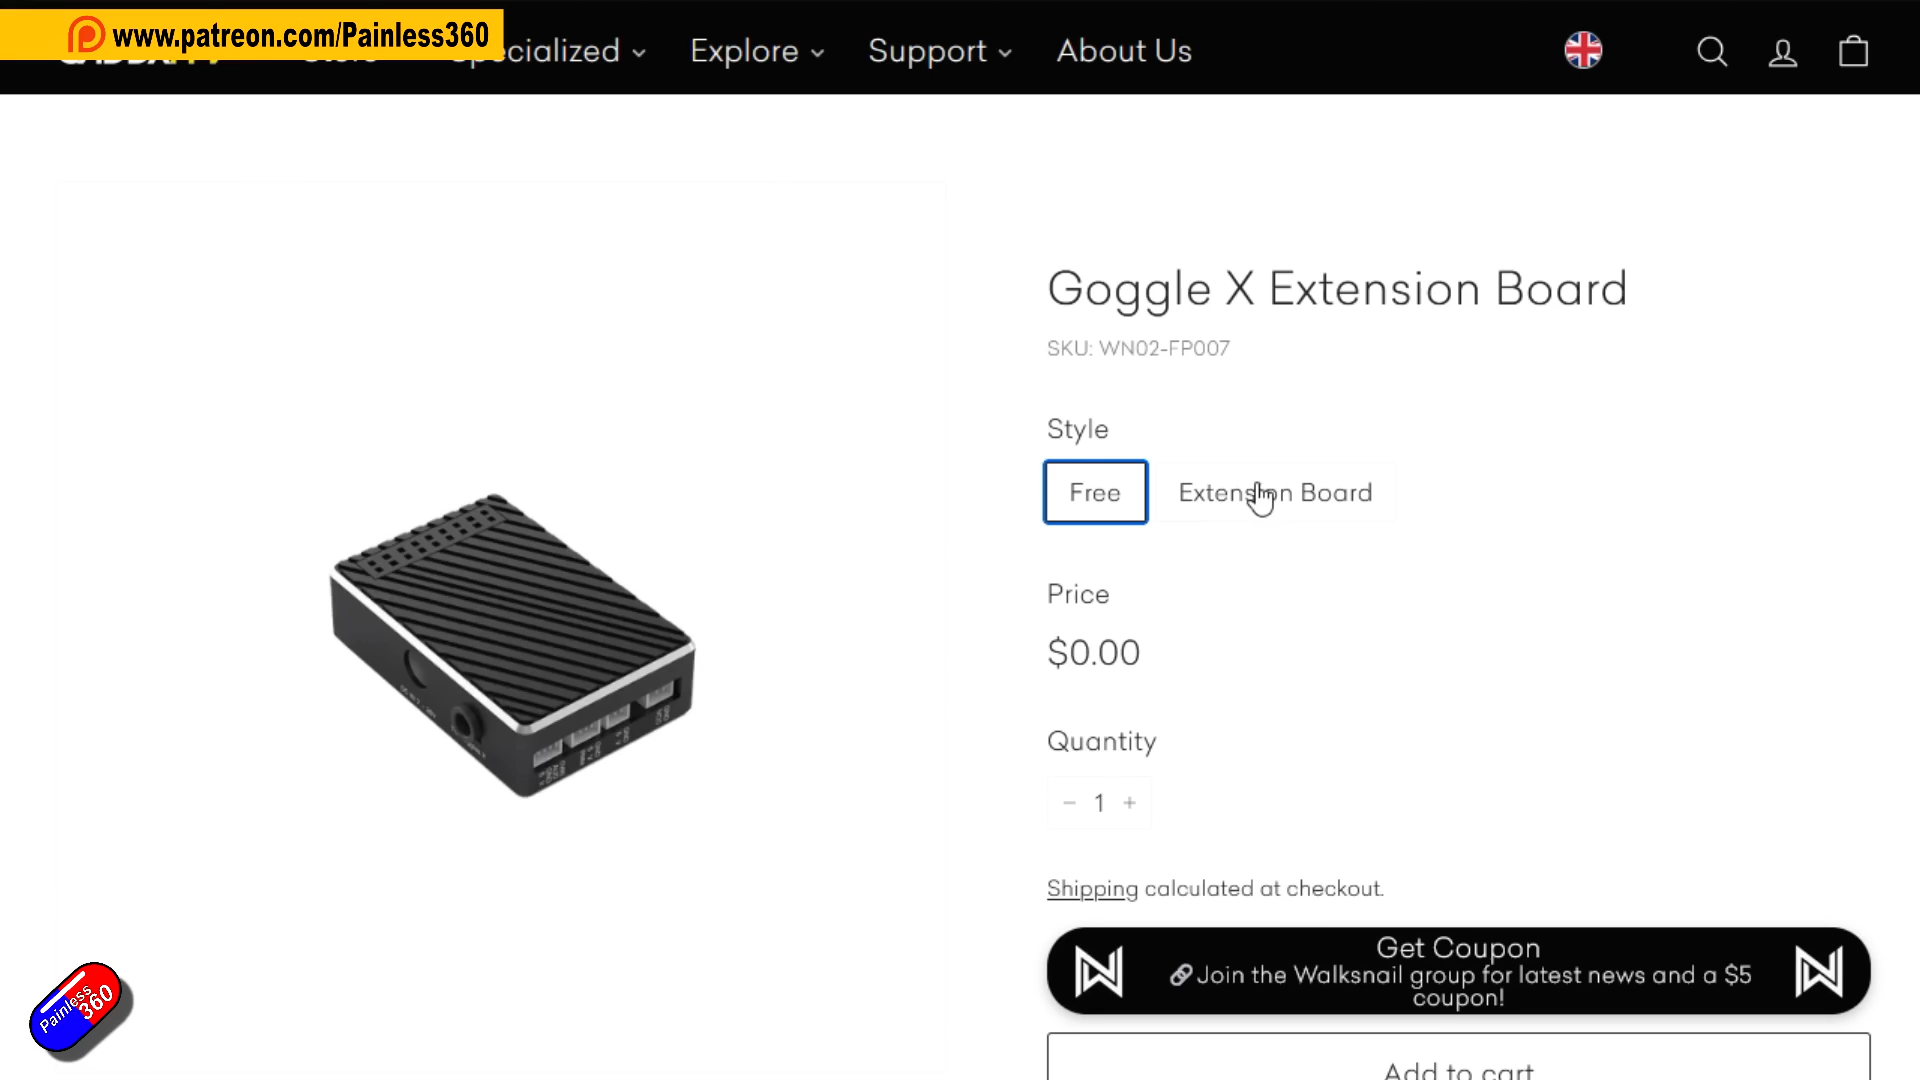 www.patreon.com/Painless360
Explore
Support
About Us
Goggle X Extension Board
SKU: WN02-FP007
Style
Free
Extension Board
Price
$0.00
Quantity
− 1 +
Shipping calculated at checkout.
Get Coupon
Join the Walksnail group for latest news and a $5
coupon!
Add to cart
Painless
360